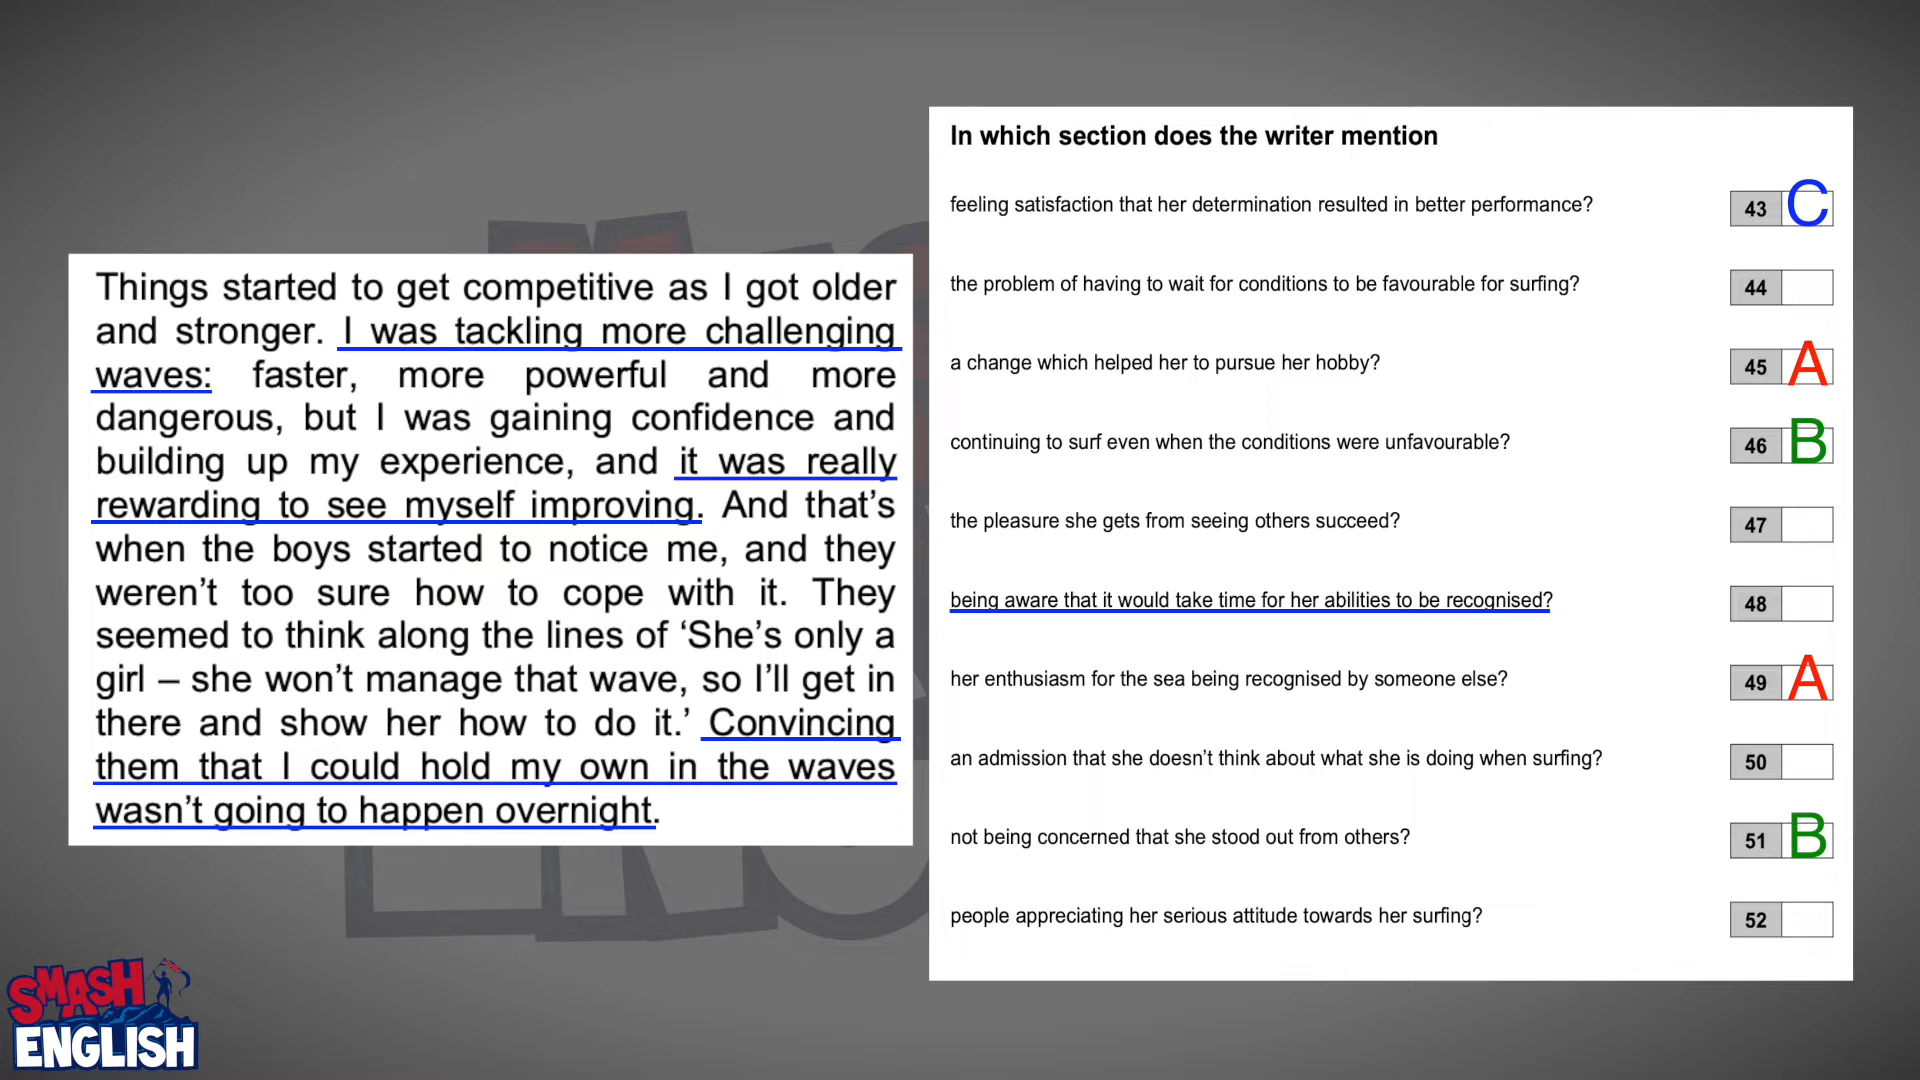 Things started to get competitive as I got older
and stronger. I was tackling more challenging
waves: faster, more powerful and more
dangerous, but I was gaining confidence and
building up my experience, and it was really
rewarding to see myself improving. And that's
when the boys started to notice me, and they
weren't too sure how to cope with it. They
seemed to think along the lines of ‘She's only a
girl – she won't manage that wave, so I'll get in
there and show her how to do it.’ Convincing
them that I could hold my own in the waves
wasn't going to happen overnight.
In which section does the writer mention
feeling satisfaction that her determination resulted in better performance? 43 C
the problem of having to wait for conditions to be favourable for surfing? 44
a change which helped her to pursue her hobby? 45 A
continuing to surf even when the conditions were unfavourable? 46 B
the pleasure she gets from seeing others succeed? 47
being aware that it would take time for her abilities to be recognised? 48
her enthusiasm for the sea being recognised by someone else? 49 A
an admission that she doesn't think about what she is doing when surfing? 50
not being concerned that she stood out from others? 51 B
people appreciating her serious attitude towards her surfing? 52
SMASH
ENGLISH